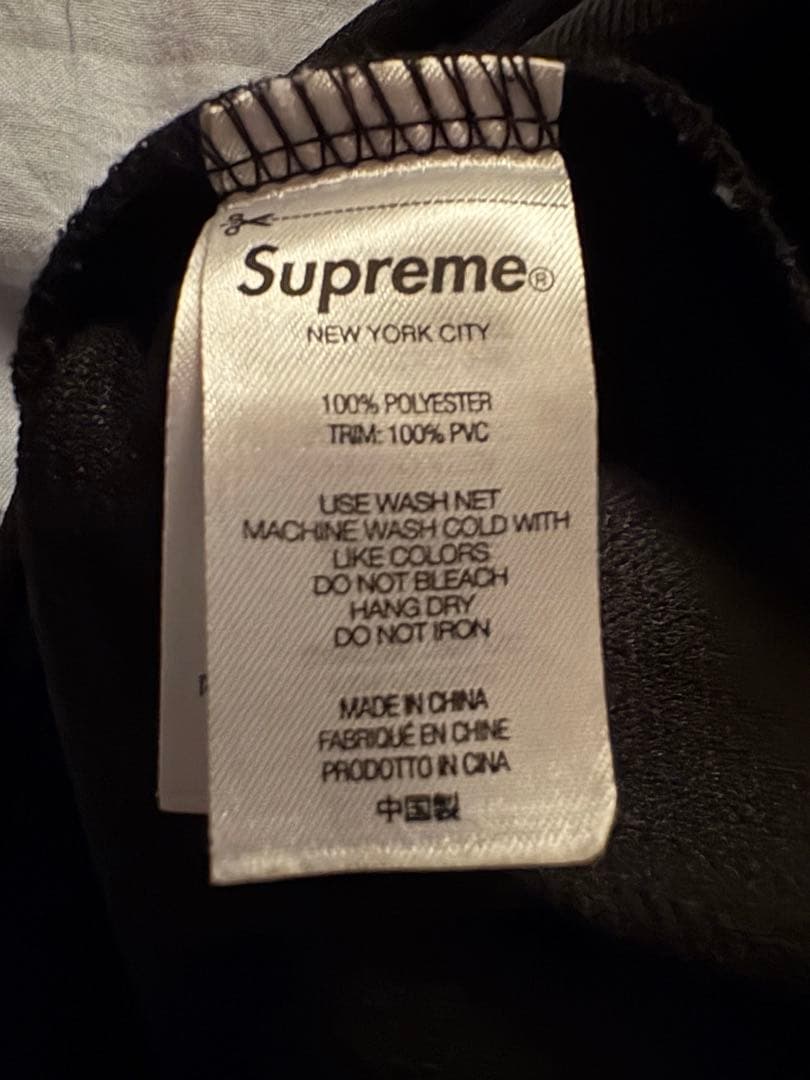 Supreme®
NEW YORK CITY
100% POLYESTER
TRIM: 100% PVC
USE WASH NET
MACHINE WASH COLD WITH
LIKE COLORS
DO NOT BLEACH
HANG DRY
DO NOT IRON
MADE IN CHINA
FABRIQUÉ EN CHINE
PRODOTTO IN CINA
中国製